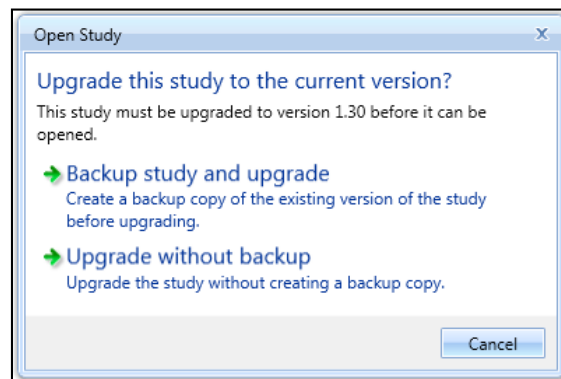 Open Study
Upgrade this study to the current version?
This study must be upgraded to version 1.30 before it can be
opened.
Backup study and upgrade
Create a backup copy of the existing version of the study
before upgrading.
Upgrade without backup
Upgrade the study without creating a backup copy.
Cancel